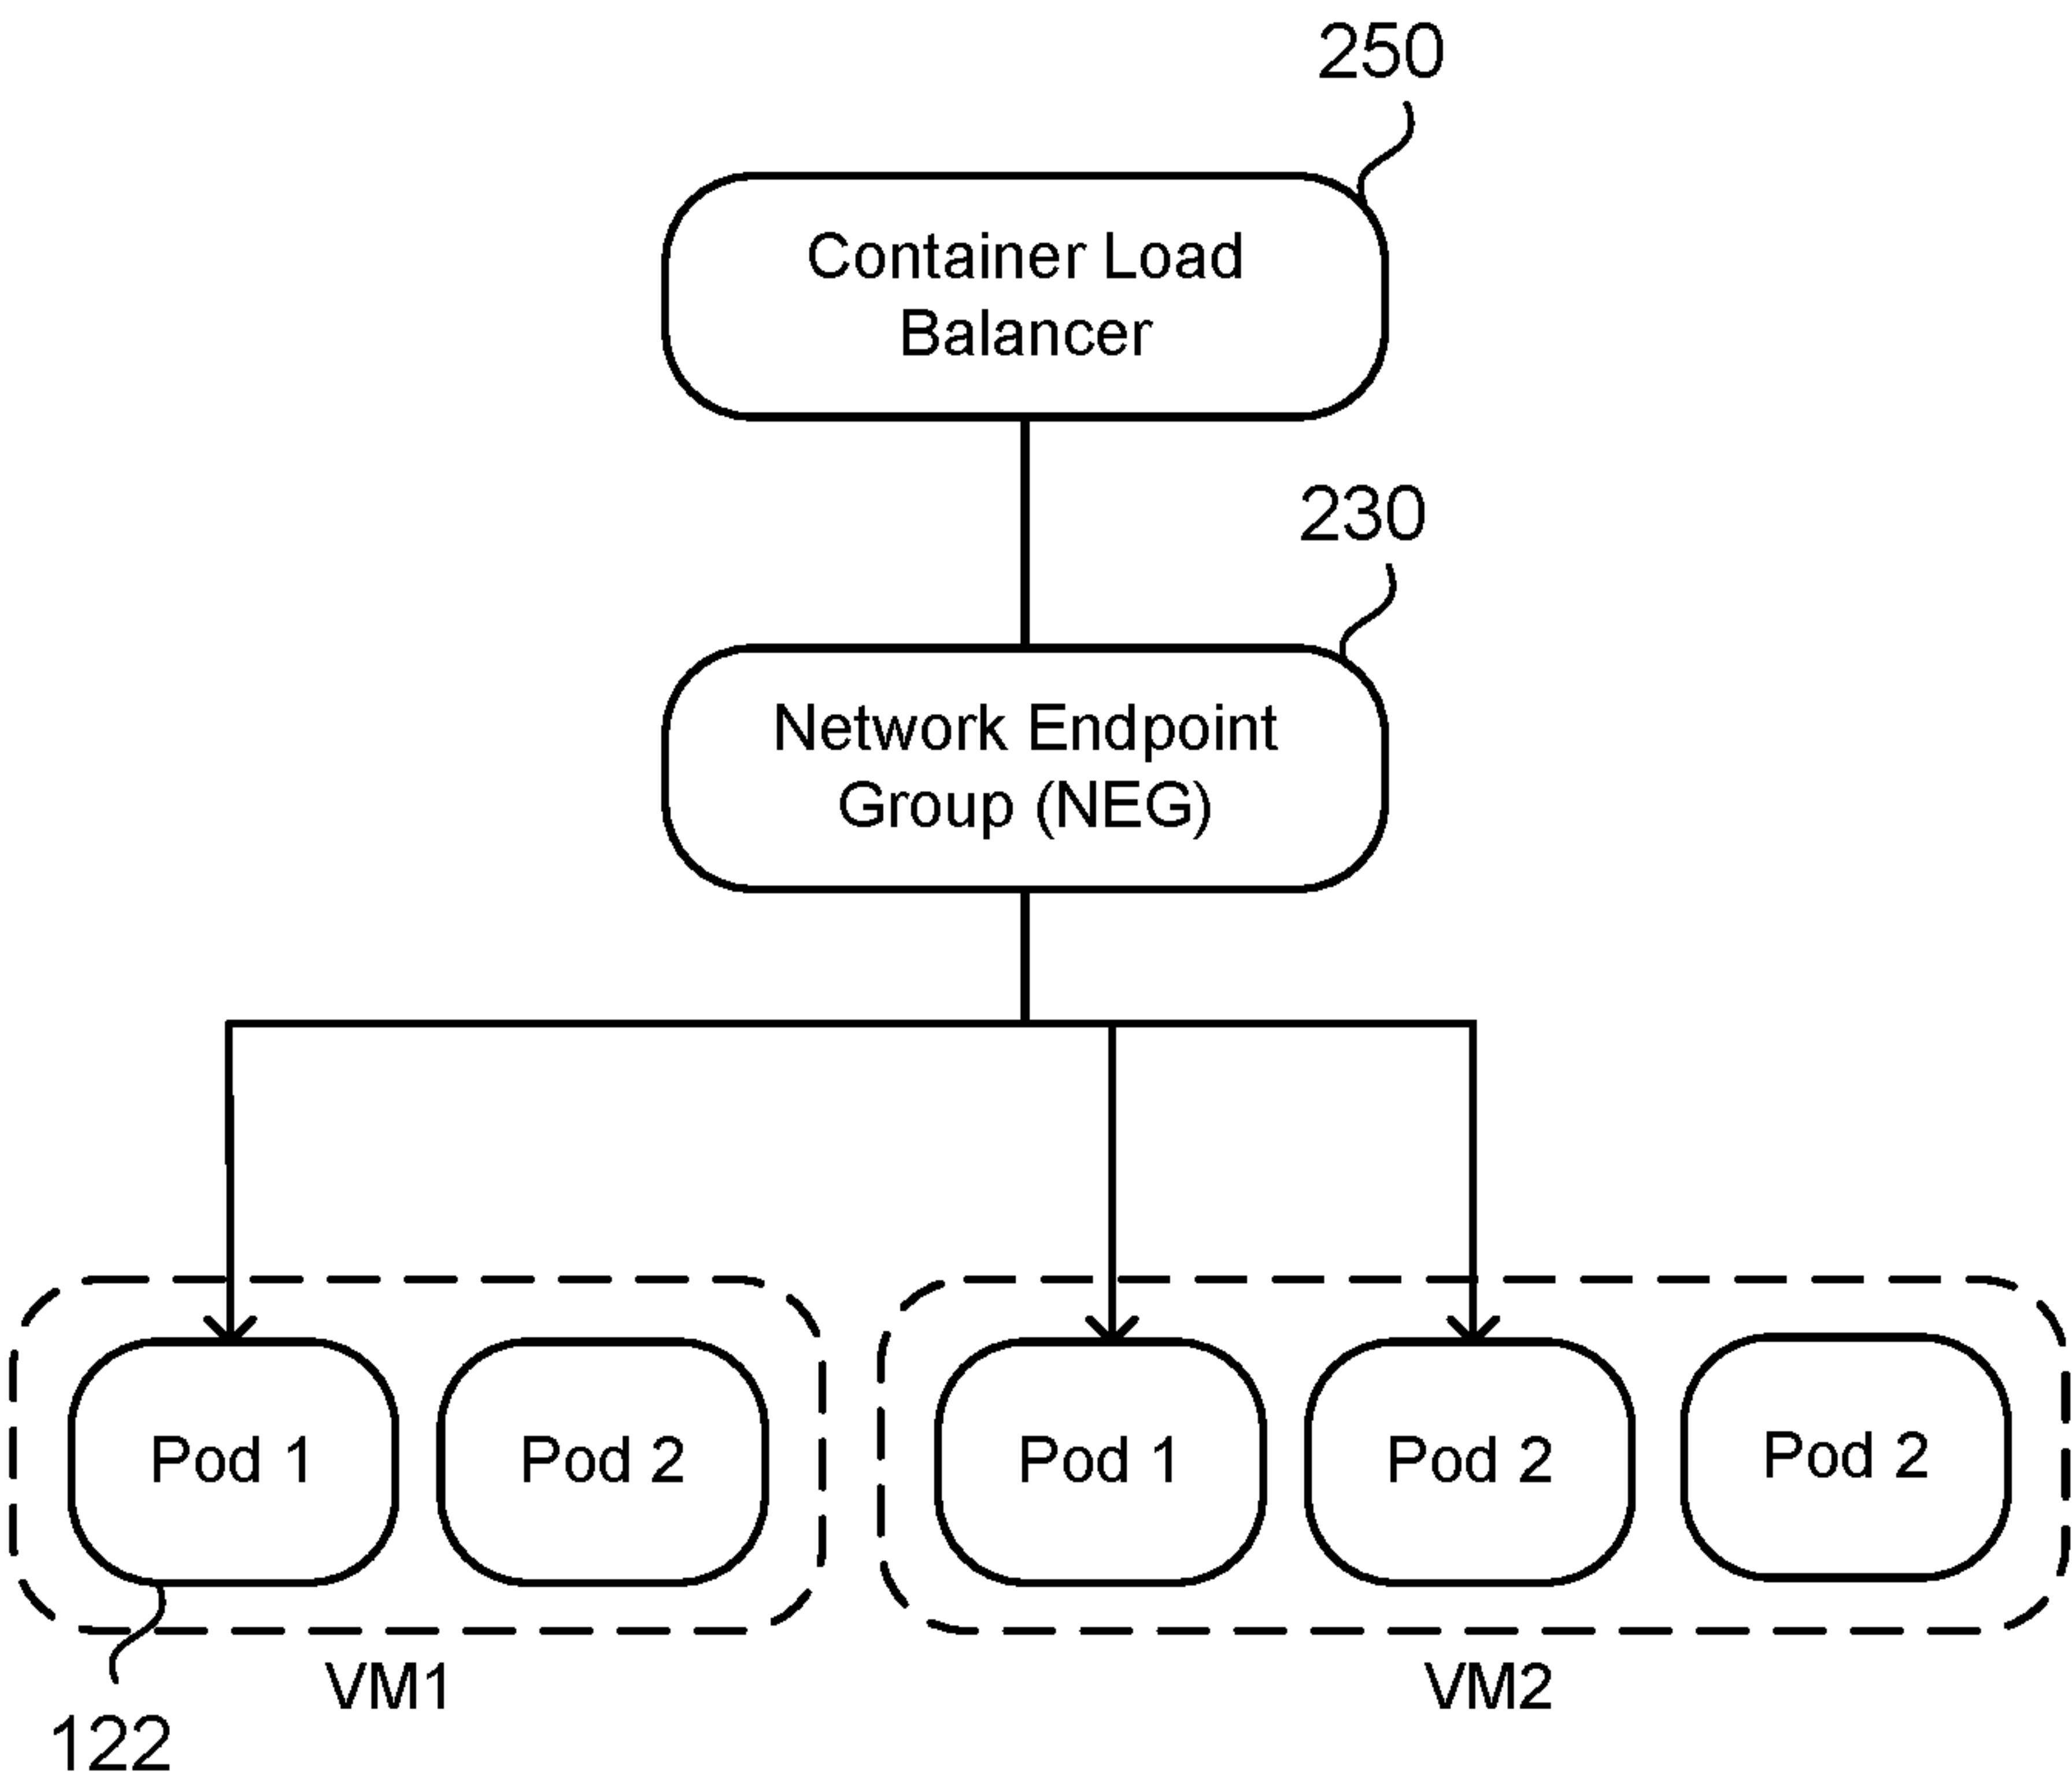 250
Container Load
Balancer
230
Network Endpoint
Group (NEG)
Pod 1
Pod 2
Pod 1
Pod 2
Pod 2
VM1
VM2
122